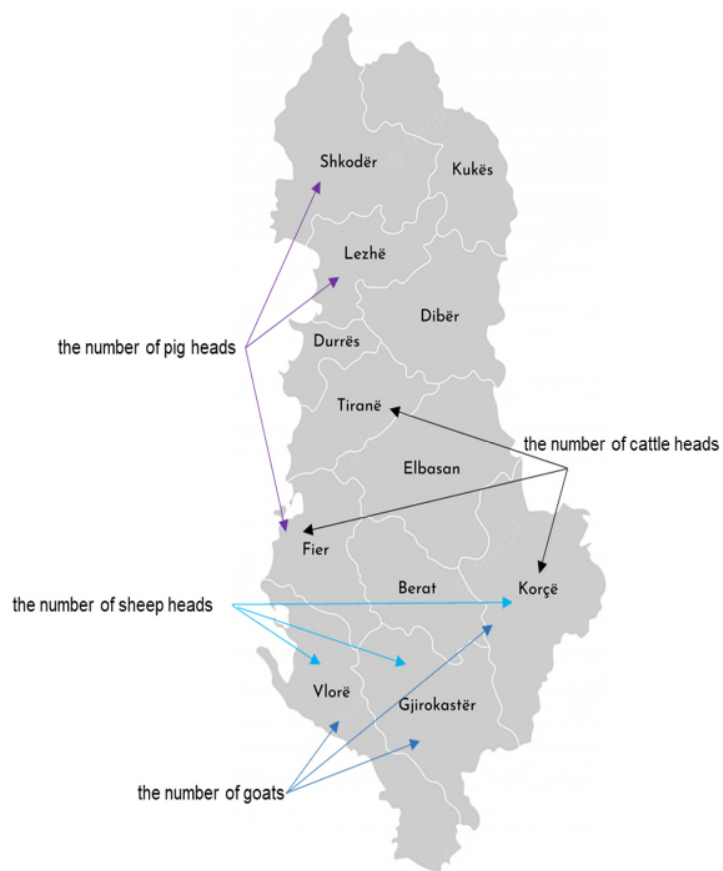 Shkodër
Kukës
Lezhë
Dibër
Durrës
the number of pig heads
Tiranë
the number of cattle heads
Elbasan
Fier
Berat
Korçë
the number of sheep heads
Vlorë
Gjirokastër
the number of goats